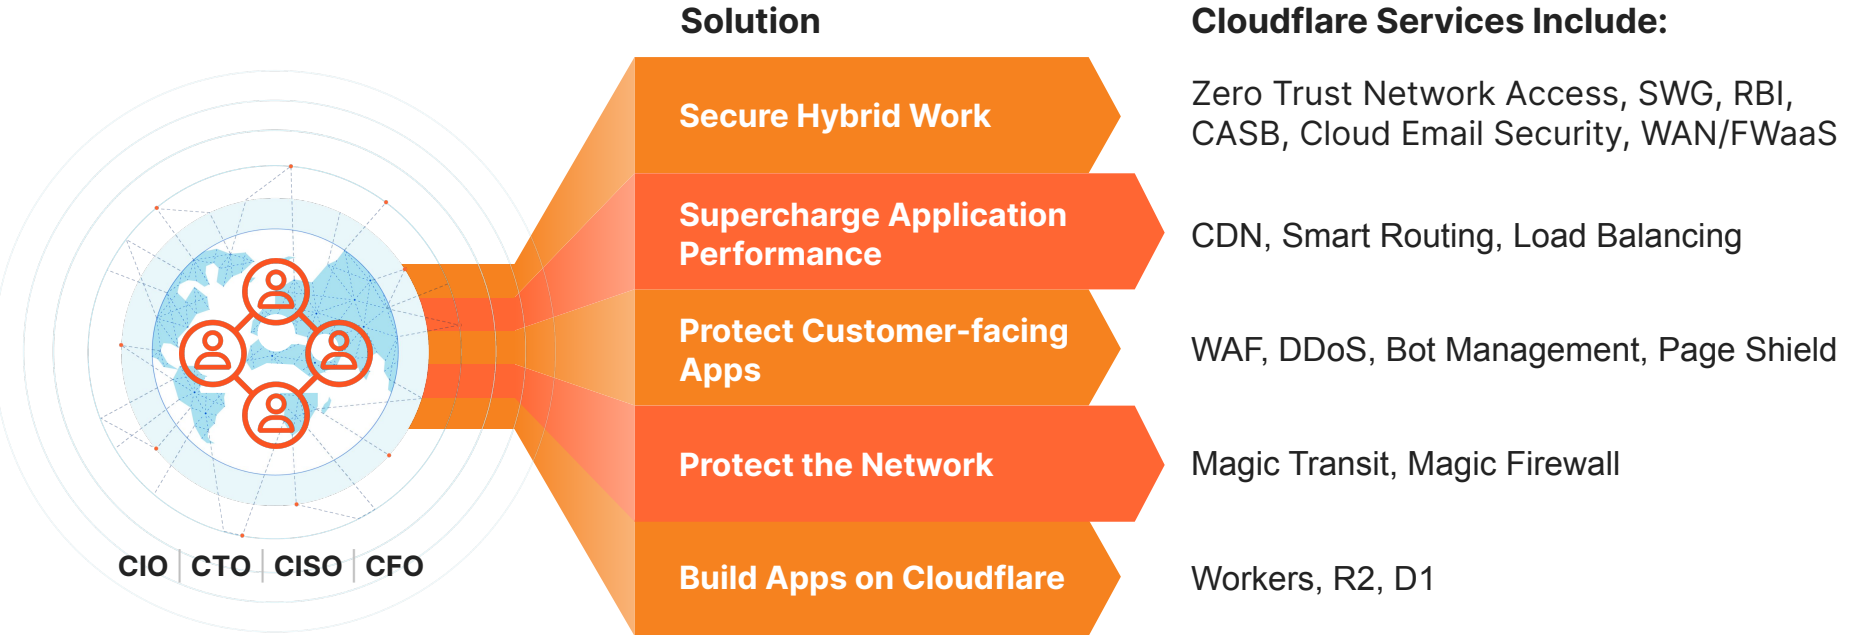 Solution
Cloudflare Services Include:
Secure Hybrid Work
Zero Trust Network Access, SWG, RBI,
CASB, Cloud Email Security, WAN/FWaaS
Supercharge Application
Performance
CDN, Smart Routing, Load Balancing
Protect Customer-facing
Apps
WAF, DDoS, Bot Management, Page Shield
Protect the Network
Magic Transit, Magic Firewall
Build Apps on Cloudflare
Workers, R2, D1
CIO | CTO | CISO | CFO